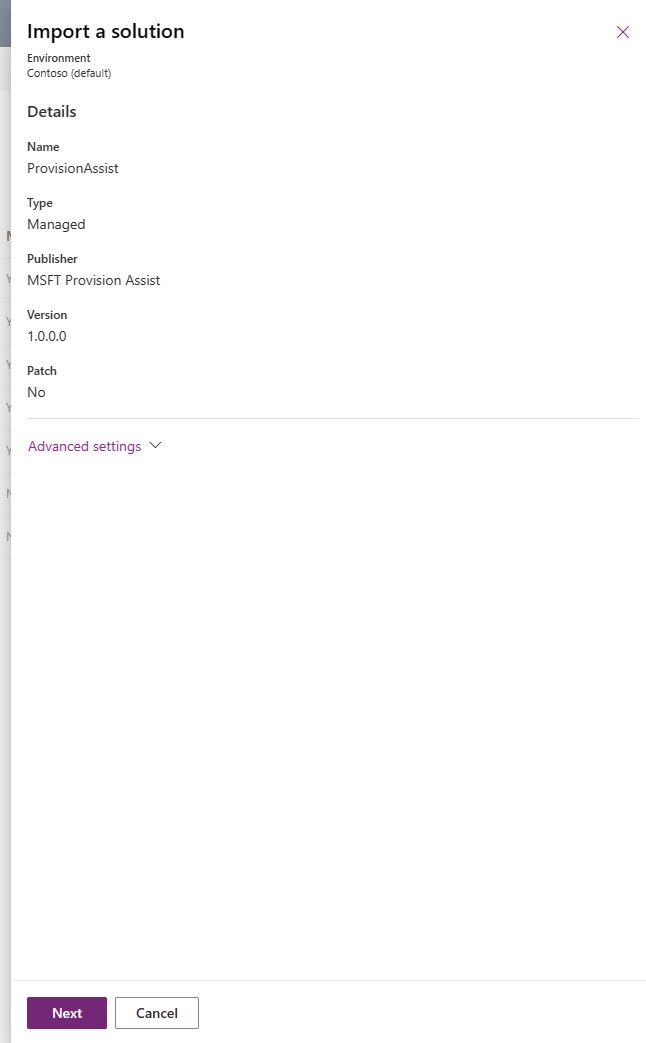 Import a solution
Environment
Contoso (default)
Details
Name
ProvisionAssist
Type
Managed
Publisher
MSFT Provision Assist
Version
1.0.0.0
Patch
No
Advanced settings
Next
Cancel